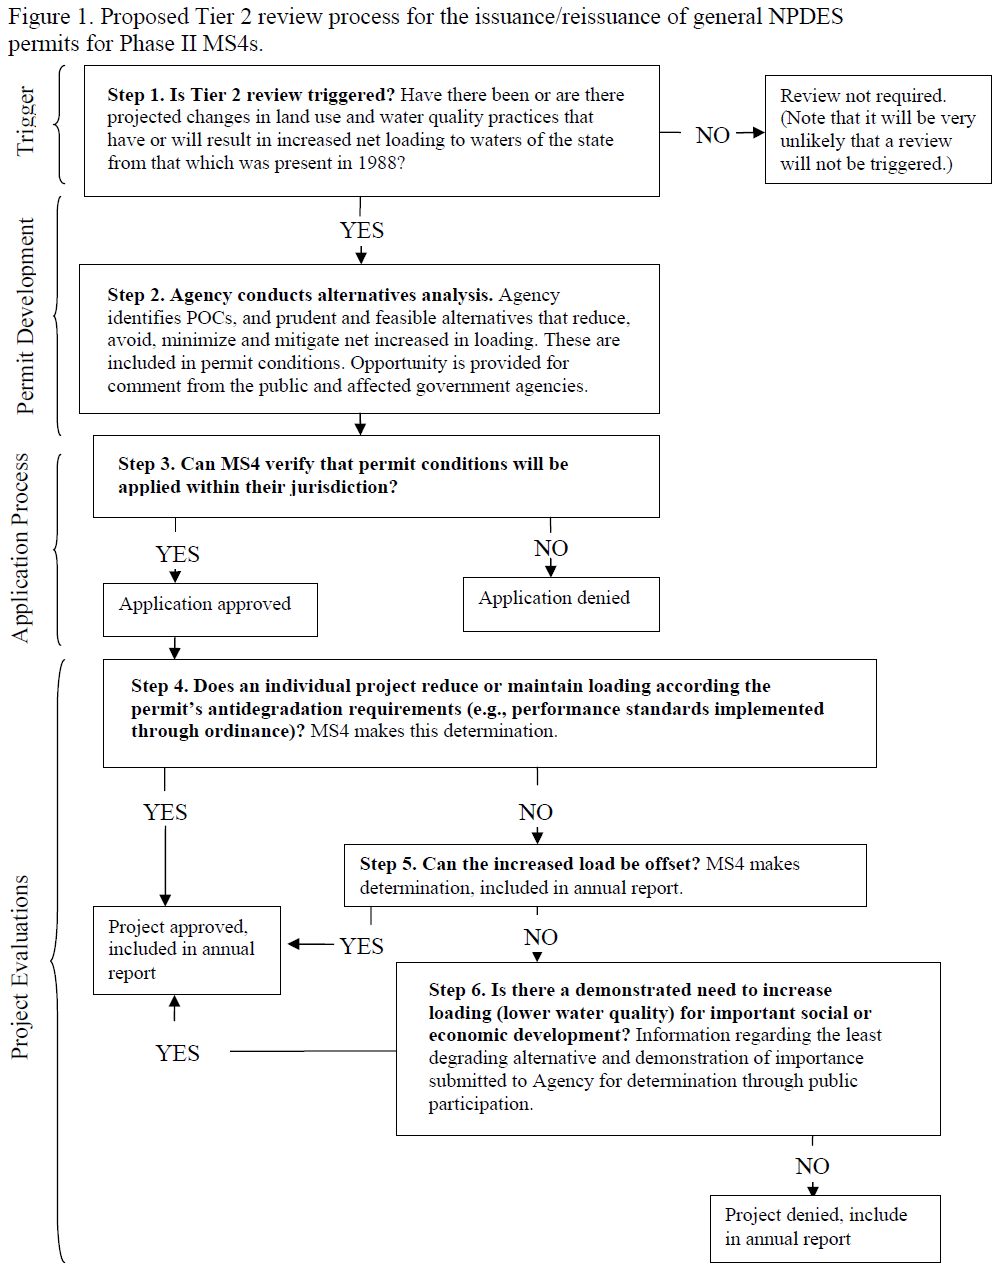 Figure 1. Proposed Tier 2 review process for the issuance/reissuance of general NPDES
permits for Phase II MS4s.
Trigger
Step 1. Is Tier 2 review triggered? Have there been or are there
projected changes in land use and water quality practices that
have or will result in increased net loading to waters of the state
from that which was present in 1988?
NO
Review not required.
(Note that it will be very
unlikely that a review
will not be triggered.)
YES
Permit Development
Step 2. Agency conducts alternatives analysis. Agency
identifies POCs, and prudent and feasible alternatives that reduce,
avoid, minimize and mitigate net increased in loading. These are
included in permit conditions. Opportunity is provided for
comment from the public and affected government agencies.
Application Process
Step 3. Can MS4 verify that permit conditions will be
applied within their jurisdiction?
YES
NO
Application approved
Application denied
Project Evaluations
Step 4. Does an individual project reduce or maintain loading according the
permit's antidegradation requirements (e.g., performance standards implemented
through ordinance)? MS4 makes this determination.
YES
NO
Step 5. Can the increased load be offset? MS4 makes
determination, included in annual report.
Project approved,
included in annual
report
YES
NO
Step 6. Is there a demonstrated need to increase
loading (lower water quality) for important social or
economic development? Information regarding the least
degrading alternative and demonstration of importance
submitted to Agency for determination through public
participation.
YES
NO
Project denied, include
in annual report